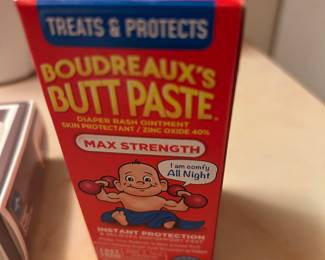 TREATS & PROTECTS
BOUDREAUX'S
BUTT PASTE
DIAPER RASH OINTMENT
SKIN PROTECTANT / ZINC OXIDE 40%
MAX STRENGTH
I am comfy
All Night
INSTANT PROTECTION